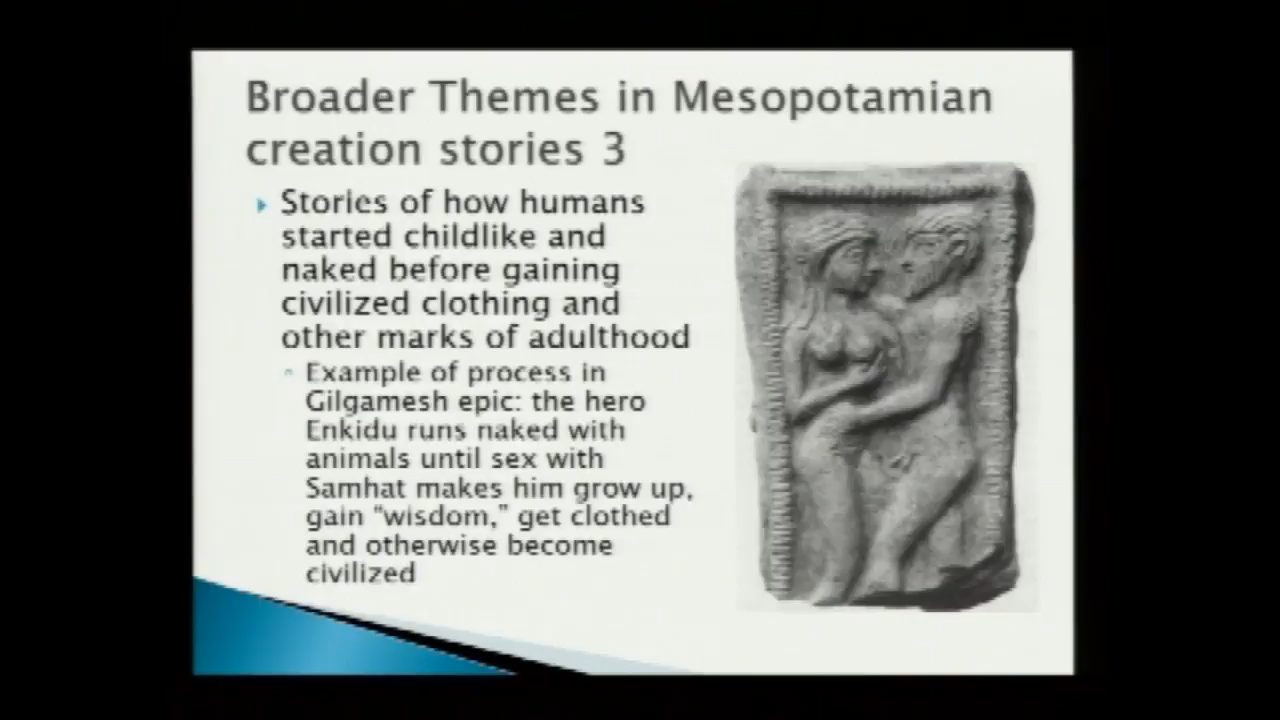 Broader Themes in Mesopotamian
creation stories 3
Stories of how humans
started childlike and
naked before gaining
civilized clothing and
other marks of adulthood
Example of process in
Gilgamesh epic: the hero
Enkidu runs naked with
animals until sex with
Samhat makes him grow up,
gain “wisdom,” get clothed
and otherwise become
civilized